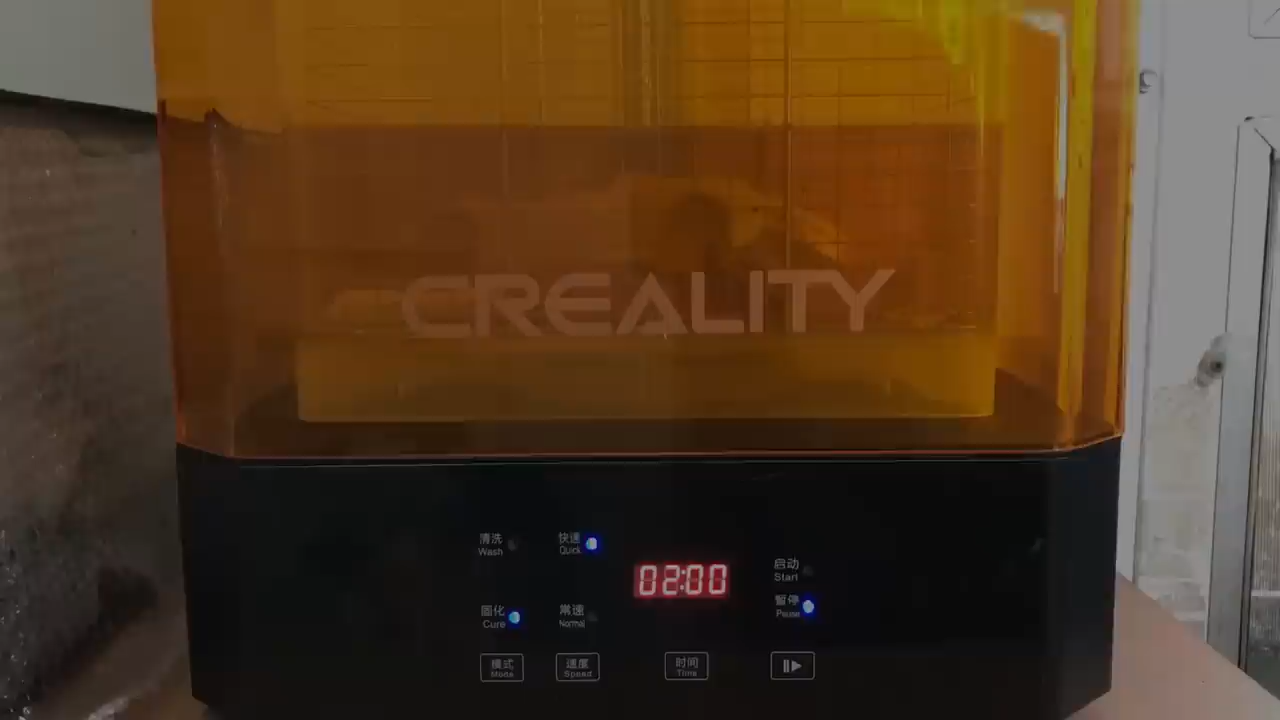 CREALITY
清洗
Wash
快速
Quick
02:00
启动
Start
固化
Cure
常速
Normal
暂停
Pause
模式
Mode
速度
Speed
时间
Time